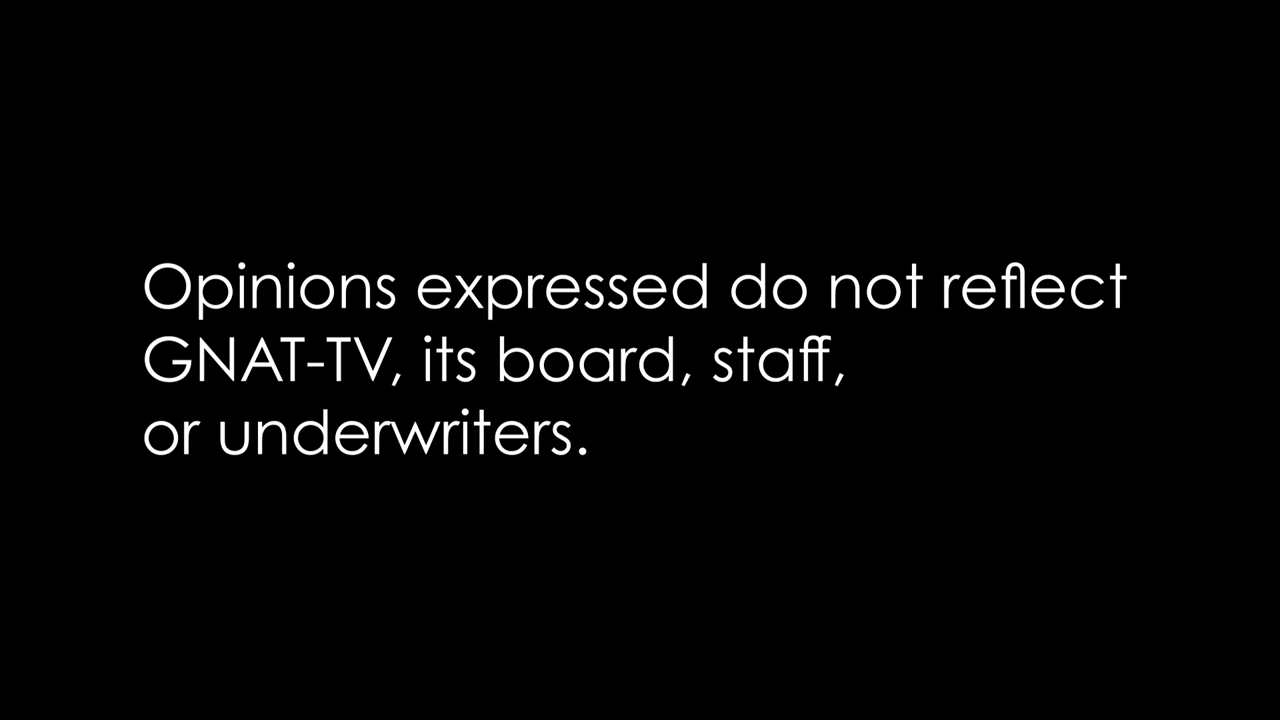 Opinions expressed do not reflect
GNAT-TV, its board, staff,
or underwriters.